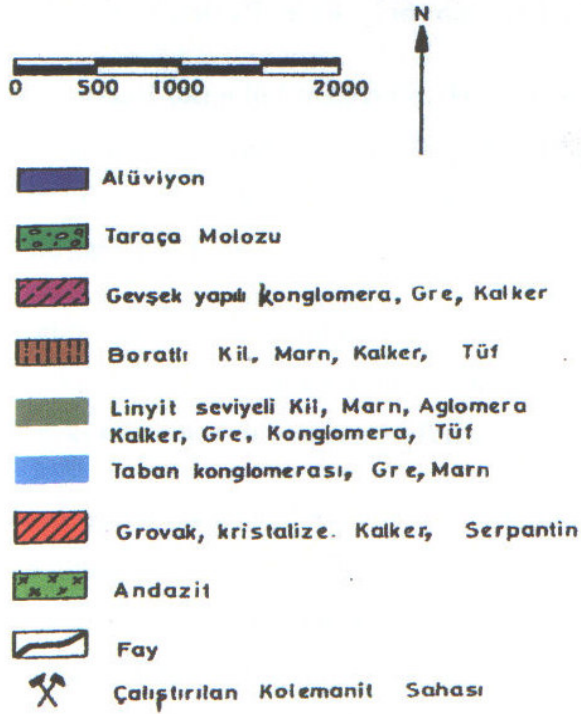 N
0 500 1000 2000
Alüviyon
Taraça Molozu
Gevşek yapılı konglomera, Gre, Kalker
Boratlı Kil, Marn, Kalker, Tüf
Linyit seviyeli Kil, Marn, Aglomera
Kalker, Gre, Konglomera, Tüf
Taban konglomerası, Gre, Marn
Grovak, kristalize. Kalker, Serpantin
Andazit
Fay
Çalıştırılan Kolemanit Sahası